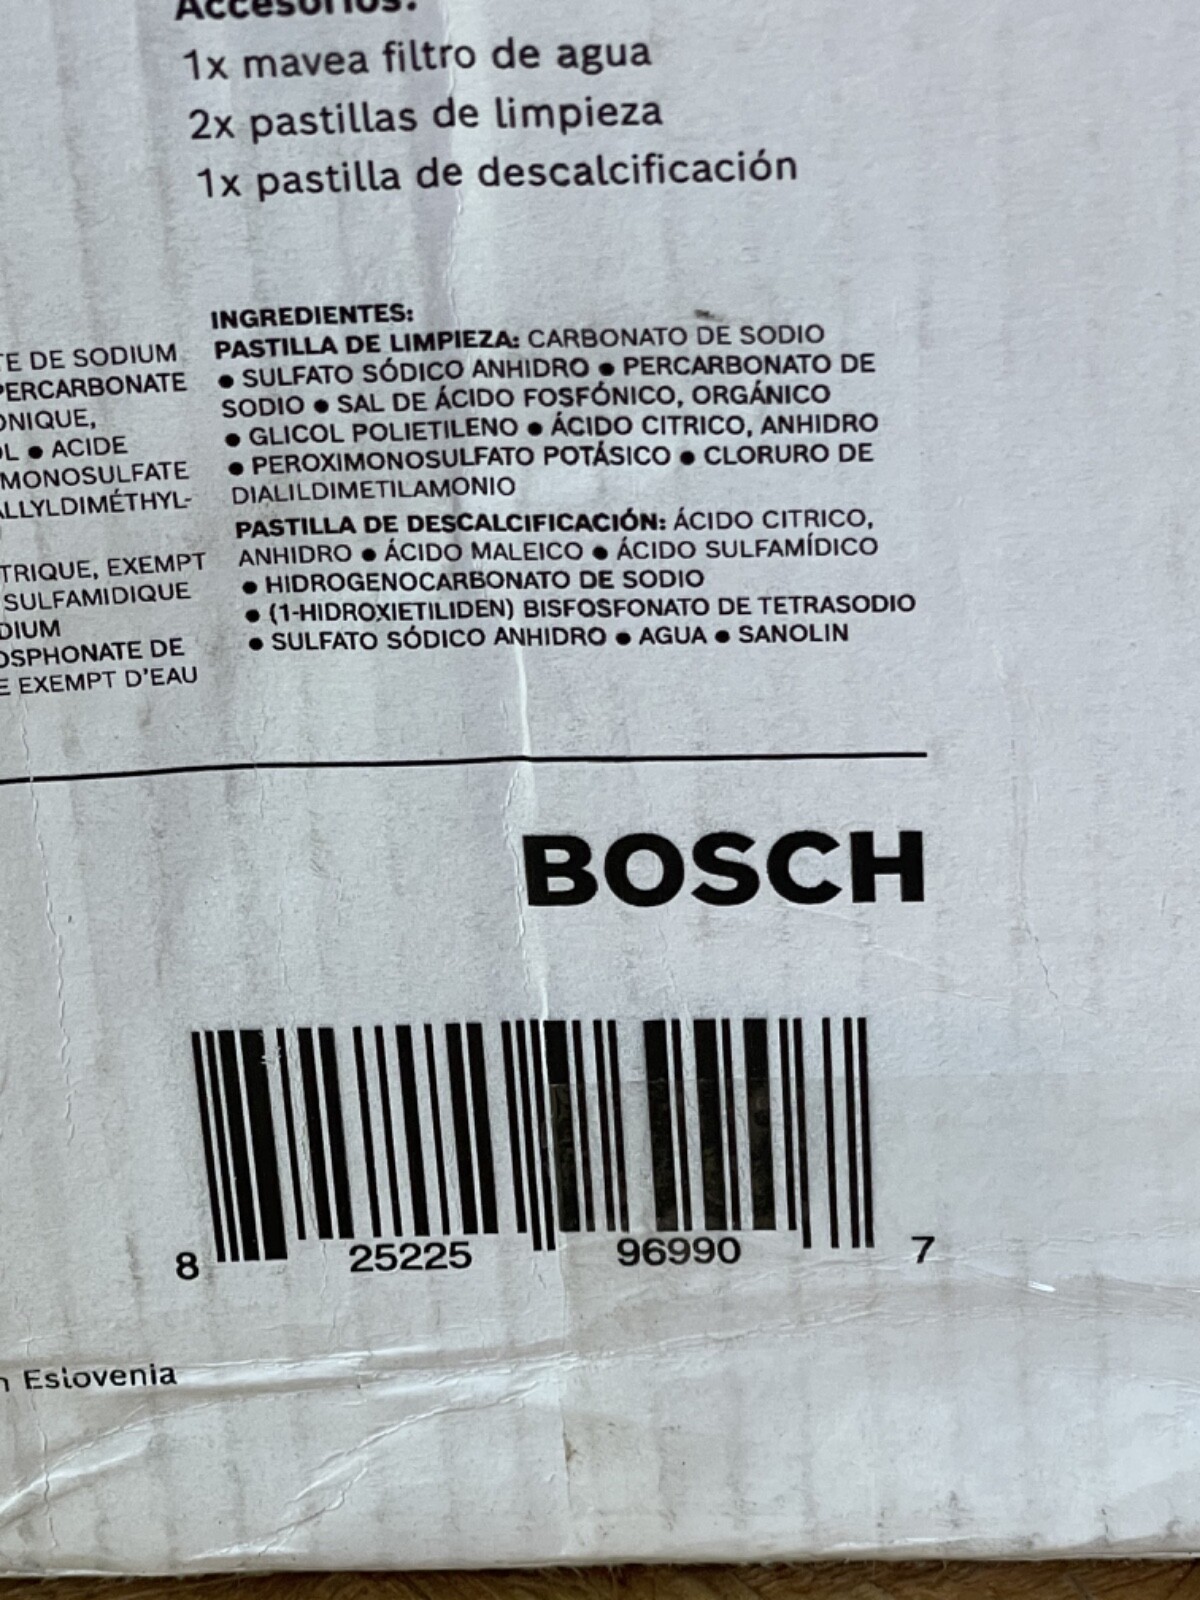 Accesorios:
1x mavea filtro de agua
2x pastillas de limpieza
1x pastilla de descalcificación
TE DE SODIUM
PERCARBONATE
ONIQUE,
OL ● ACIDE
MONOSULFATE
ALLYLDIMÉTHYL-
TRIQUE, EXEMPT
SULFAMIDIQUE
DIUM
OSPHONATE DE
E EXEMPT D'EAU
INGREDIENTES:
PASTILLA DE LIMPIEZA: CARBONATO DE SODIO
● SULFATO SÓDICO ANHIDRO ● PERCARBONATO DE
SODIO ● SAL DE ÁCIDO FOSFÓNICO, ORGÁNICO
● GLICOL POLIETILENO ● ÁCIDO CITRICO, ANHIDRO
● PEROXIMONOSULFATO POTÁSICO ● CLORURO DE
DIALILDIMETILAMONIO
PASTILLA DE DESCALCIFICACIÓN: ÁCIDO CITRICO,
ANHIDRO ● ÁCIDO MALEICO ● ÁCIDO SULFAMÍDICO
● HIDROGENOCARBONATO DE SODIO
● (1-HIDROXIETILIDEN) BISFOSFONATO DE TETRASODIO
● SULFATO SÓDICO ANHIDRO ● AGUA ● SANOLIN
BOSCH
8 25225 96990 7
n Eslovenia